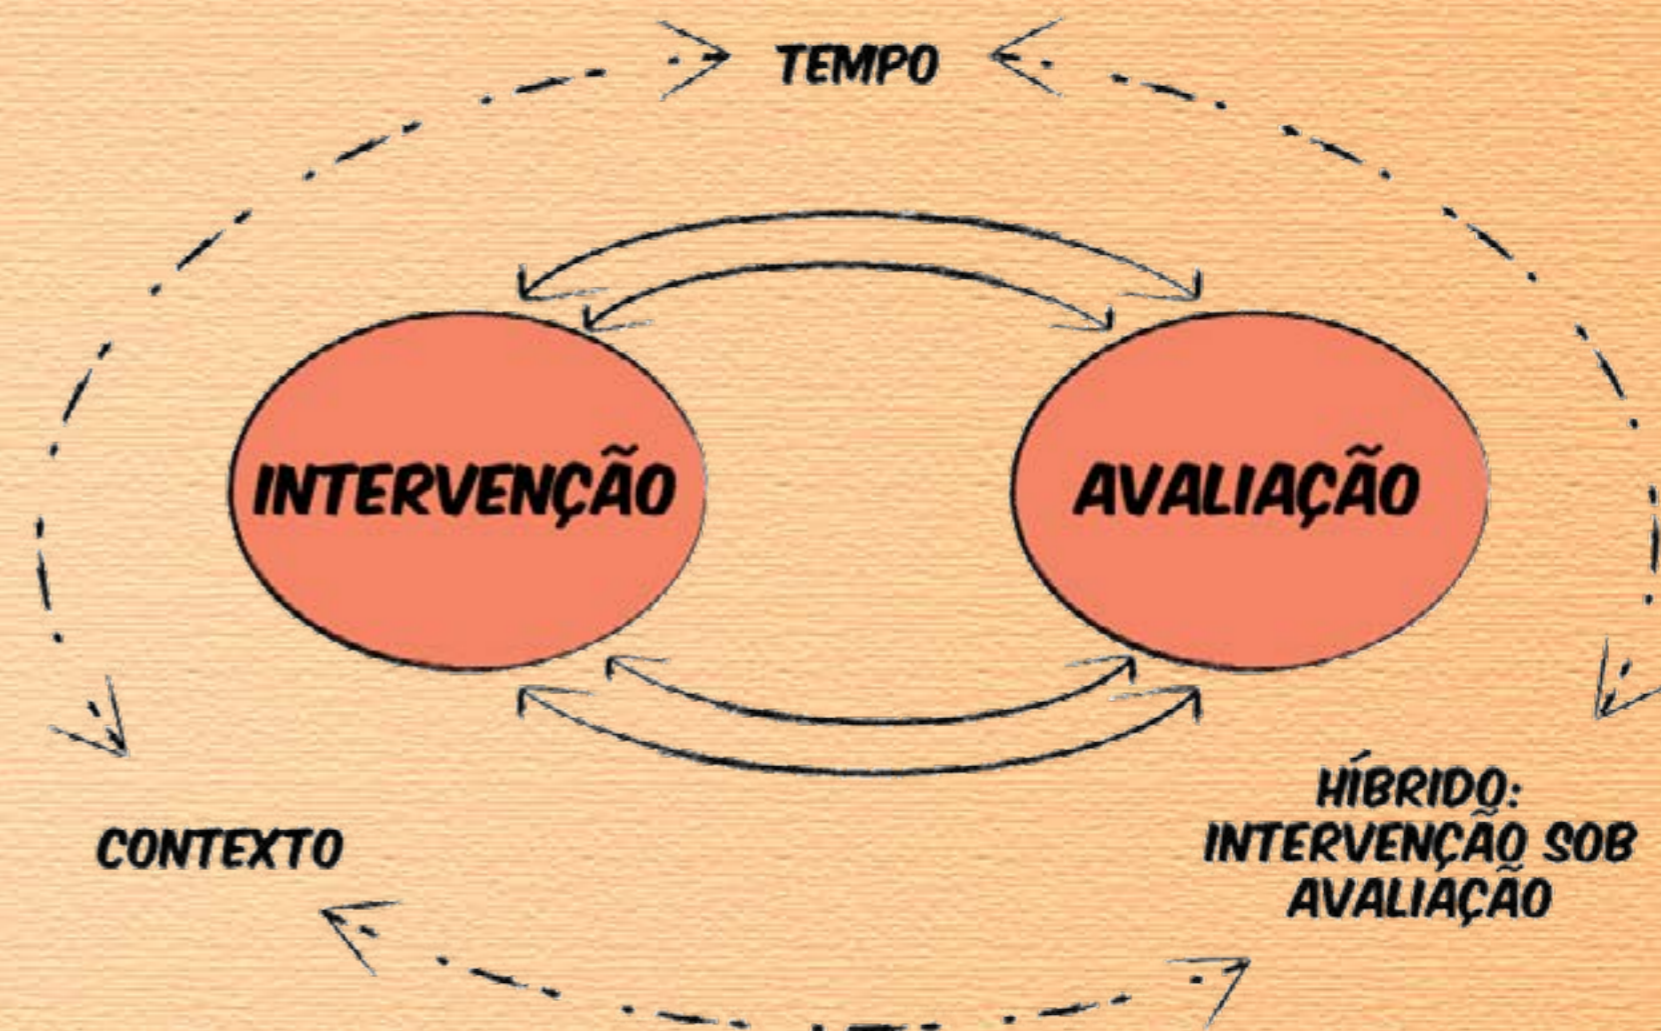 TEMPO
INTERVENÇÃO
AVALIAÇÃO
CONTEXTO
HÍBRIDO:
INTERVENÇÃO SOB
AVALIAÇÃO